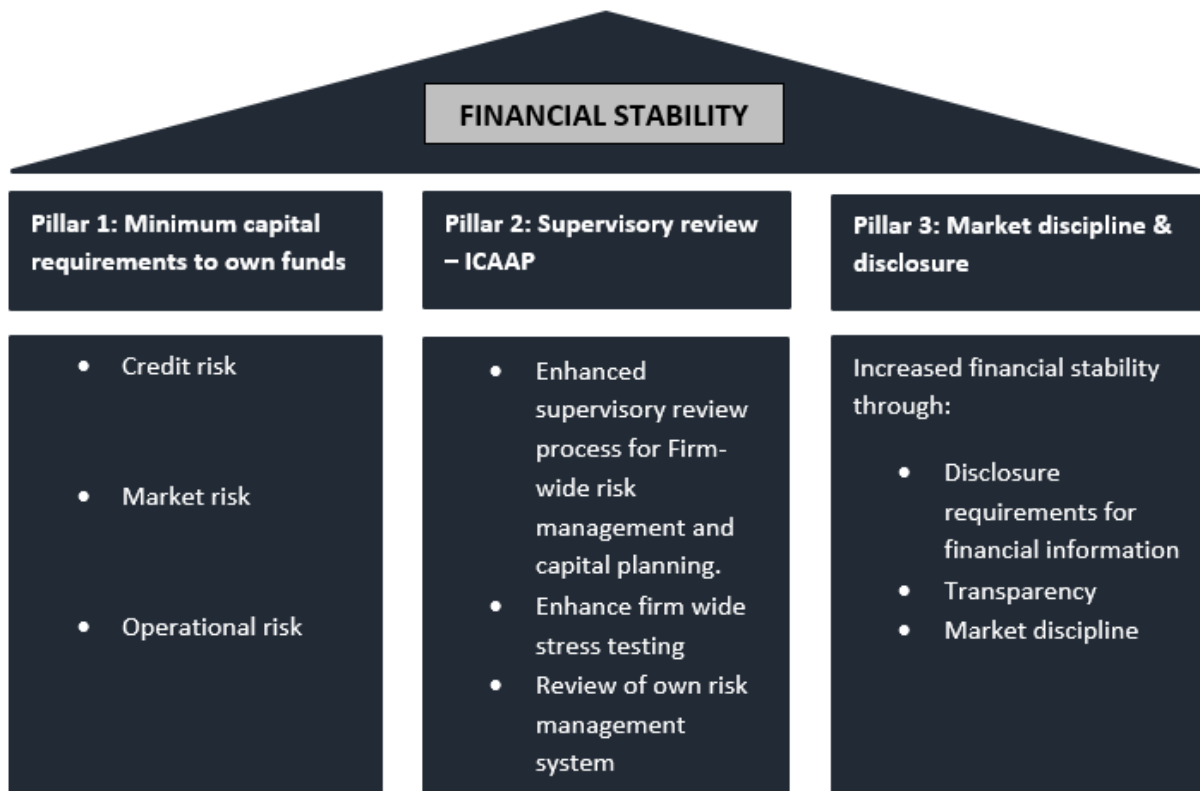 FINANCIAL STABILITY
Pillar 1: Minimum capital
requirements to own funds
• Credit risk
• Market risk
• Operational risk
Pillar 2: Supervisory review
– ICAAP
• Enhanced
supervisory review
process for Firm-
wide risk
management and
capital planning.
• Enhance firm wide
stress testing
• Review of own risk
management
system
Pillar 3: Market discipline &
disclosure
Increased financial stability
through:
• Disclosure
requirements for
financial information
• Transparency
• Market discipline